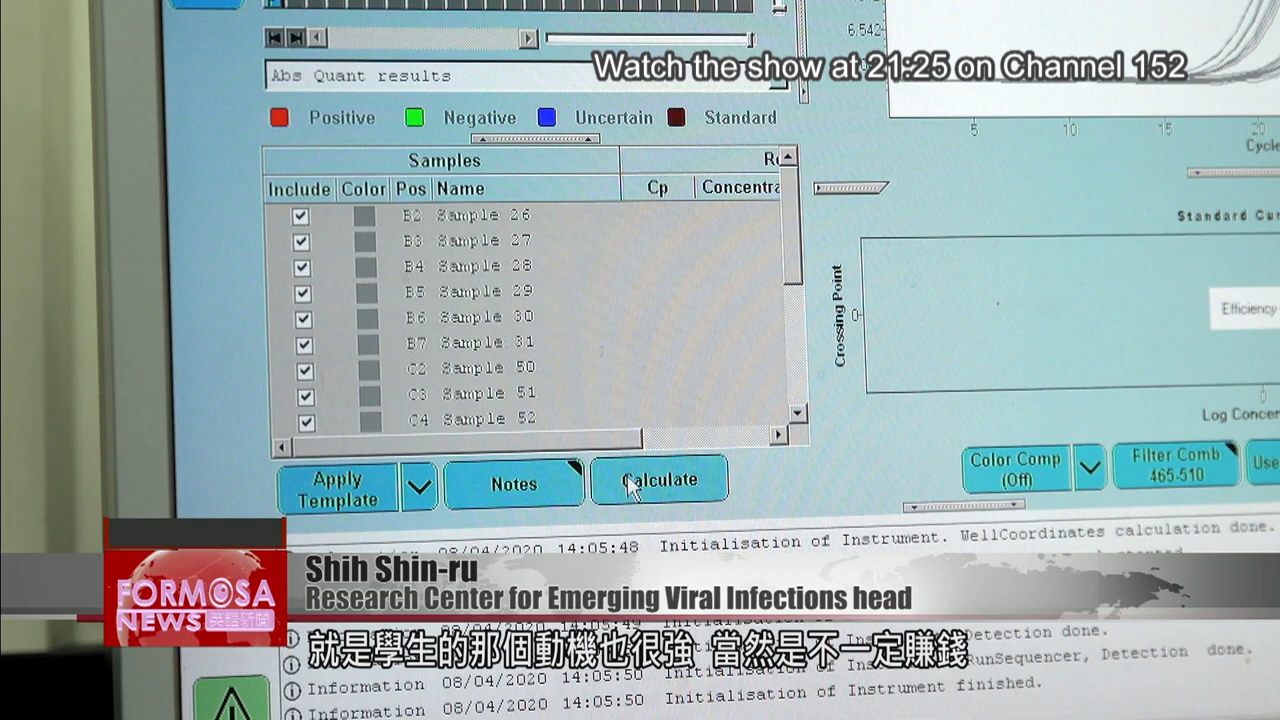 6.542
Watch the show at 21:25 on Channel 152
Abs Quant results
Positive Negative Uncertain Standard
5 10 15 20
Samples
Include Color Pos Name Cp
B2 Sample 26
B3 Sample 27
B4 Sample 28
B5 Sample 29
B6 Sample 30
B7 Sample 31
C2 Sample 50
C3 Sample 51
C4 Sample 52
Crossing Point
0
Efficiency
0
Apply Template
Notes
Calculate
Color Comp (Off)
Filter Comb 465-510
Use
08/04/2020 14:05:48 Initialisation of Instrument. WellCoordinates calculation done.
Shih Shin-ru
Research Center for Emerging Viral Infections head
FORMOSA
NEWS 英語新聞
就是學生的那個動機也很強 當然是不一定賺錢
Detection done.
RunSequencer, Detection done.
Information 08/04/2020 14:05:50
Information 08/04/2020 14:05:50 Initialisation of Instrument finished.